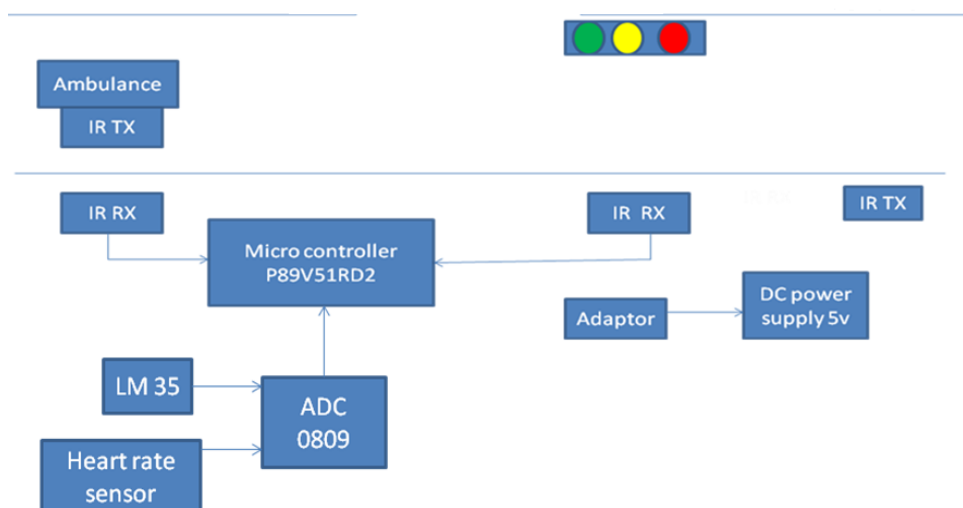 Ambulance
IR TX
IR RX
Micro controller
P89V51RD2
IR RX
IR TX
Adaptor
DC power
supply 5v
LM 35
ADC
0809
Heart rate
sensor